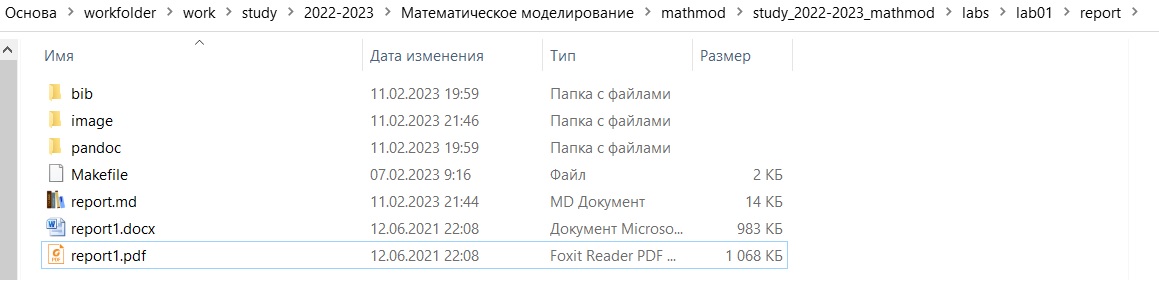 Основа > workfolder > work > study > 2022-2023 > Математическое моделирование > mathmod > study_2022-2023_mathmod > labs > lab01 > report >
Имя Дата изменения Тип Размер
bib 11.02.2023 19:59 Папка с файлами
image 11.02.2023 21:46 Папка с файлами
pandoc 11.02.2023 19:59 Папка с файлами
Makefile 07.02.2023 9:16 Файл 2 КБ
report.md 11.02.2023 21:44 MD Документ 14 КБ
report1.docx 12.06.2021 22:08 Документ Microso... 983 КБ
report1.pdf 12.06.2021 22:08 Foxit Reader PDF ... 1 068 КБ